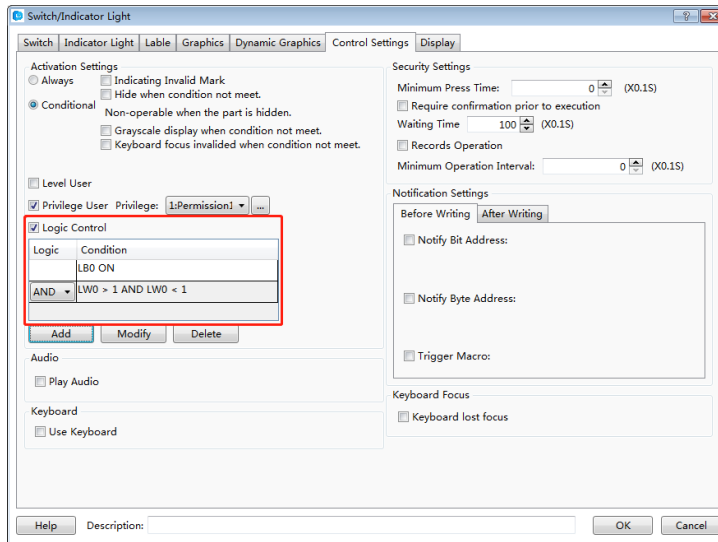 Switch/Indicator Light
Switch Indicator Light Lable Graphics Dynamic Graphics Control Settings Display
Activation Settings
Always
Indicating Invalid Mark
Hide when condition not meet.
Conditional
Non-operable when the part is hidden.
Grayscale display when condition not meet.
Keyboard focus invalided when condition not meet.
Level User
Privilege User Privilege: 1:Permission1 ...
Logic Control
Logic Condition
LB0 ON
AND LW0 > 1 AND LW0 < 1
Add Modify Delete
Audio
Play Audio
Keyboard
Use Keyboard
Security Settings
Minimum Press Time: 0 (X0.1S)
Require confirmation prior to execution
Waiting Time 100 (X0.1S)
Records Operation
Minimum Operation Interval: 0 (X0.1S)
Notification Settings
Before Writing After Writing
Notify Bit Address:
Notify Byte Address:
Trigger Macro:
Keyboard Focus
Keyboard lost focus
Help Description: OK Cancel